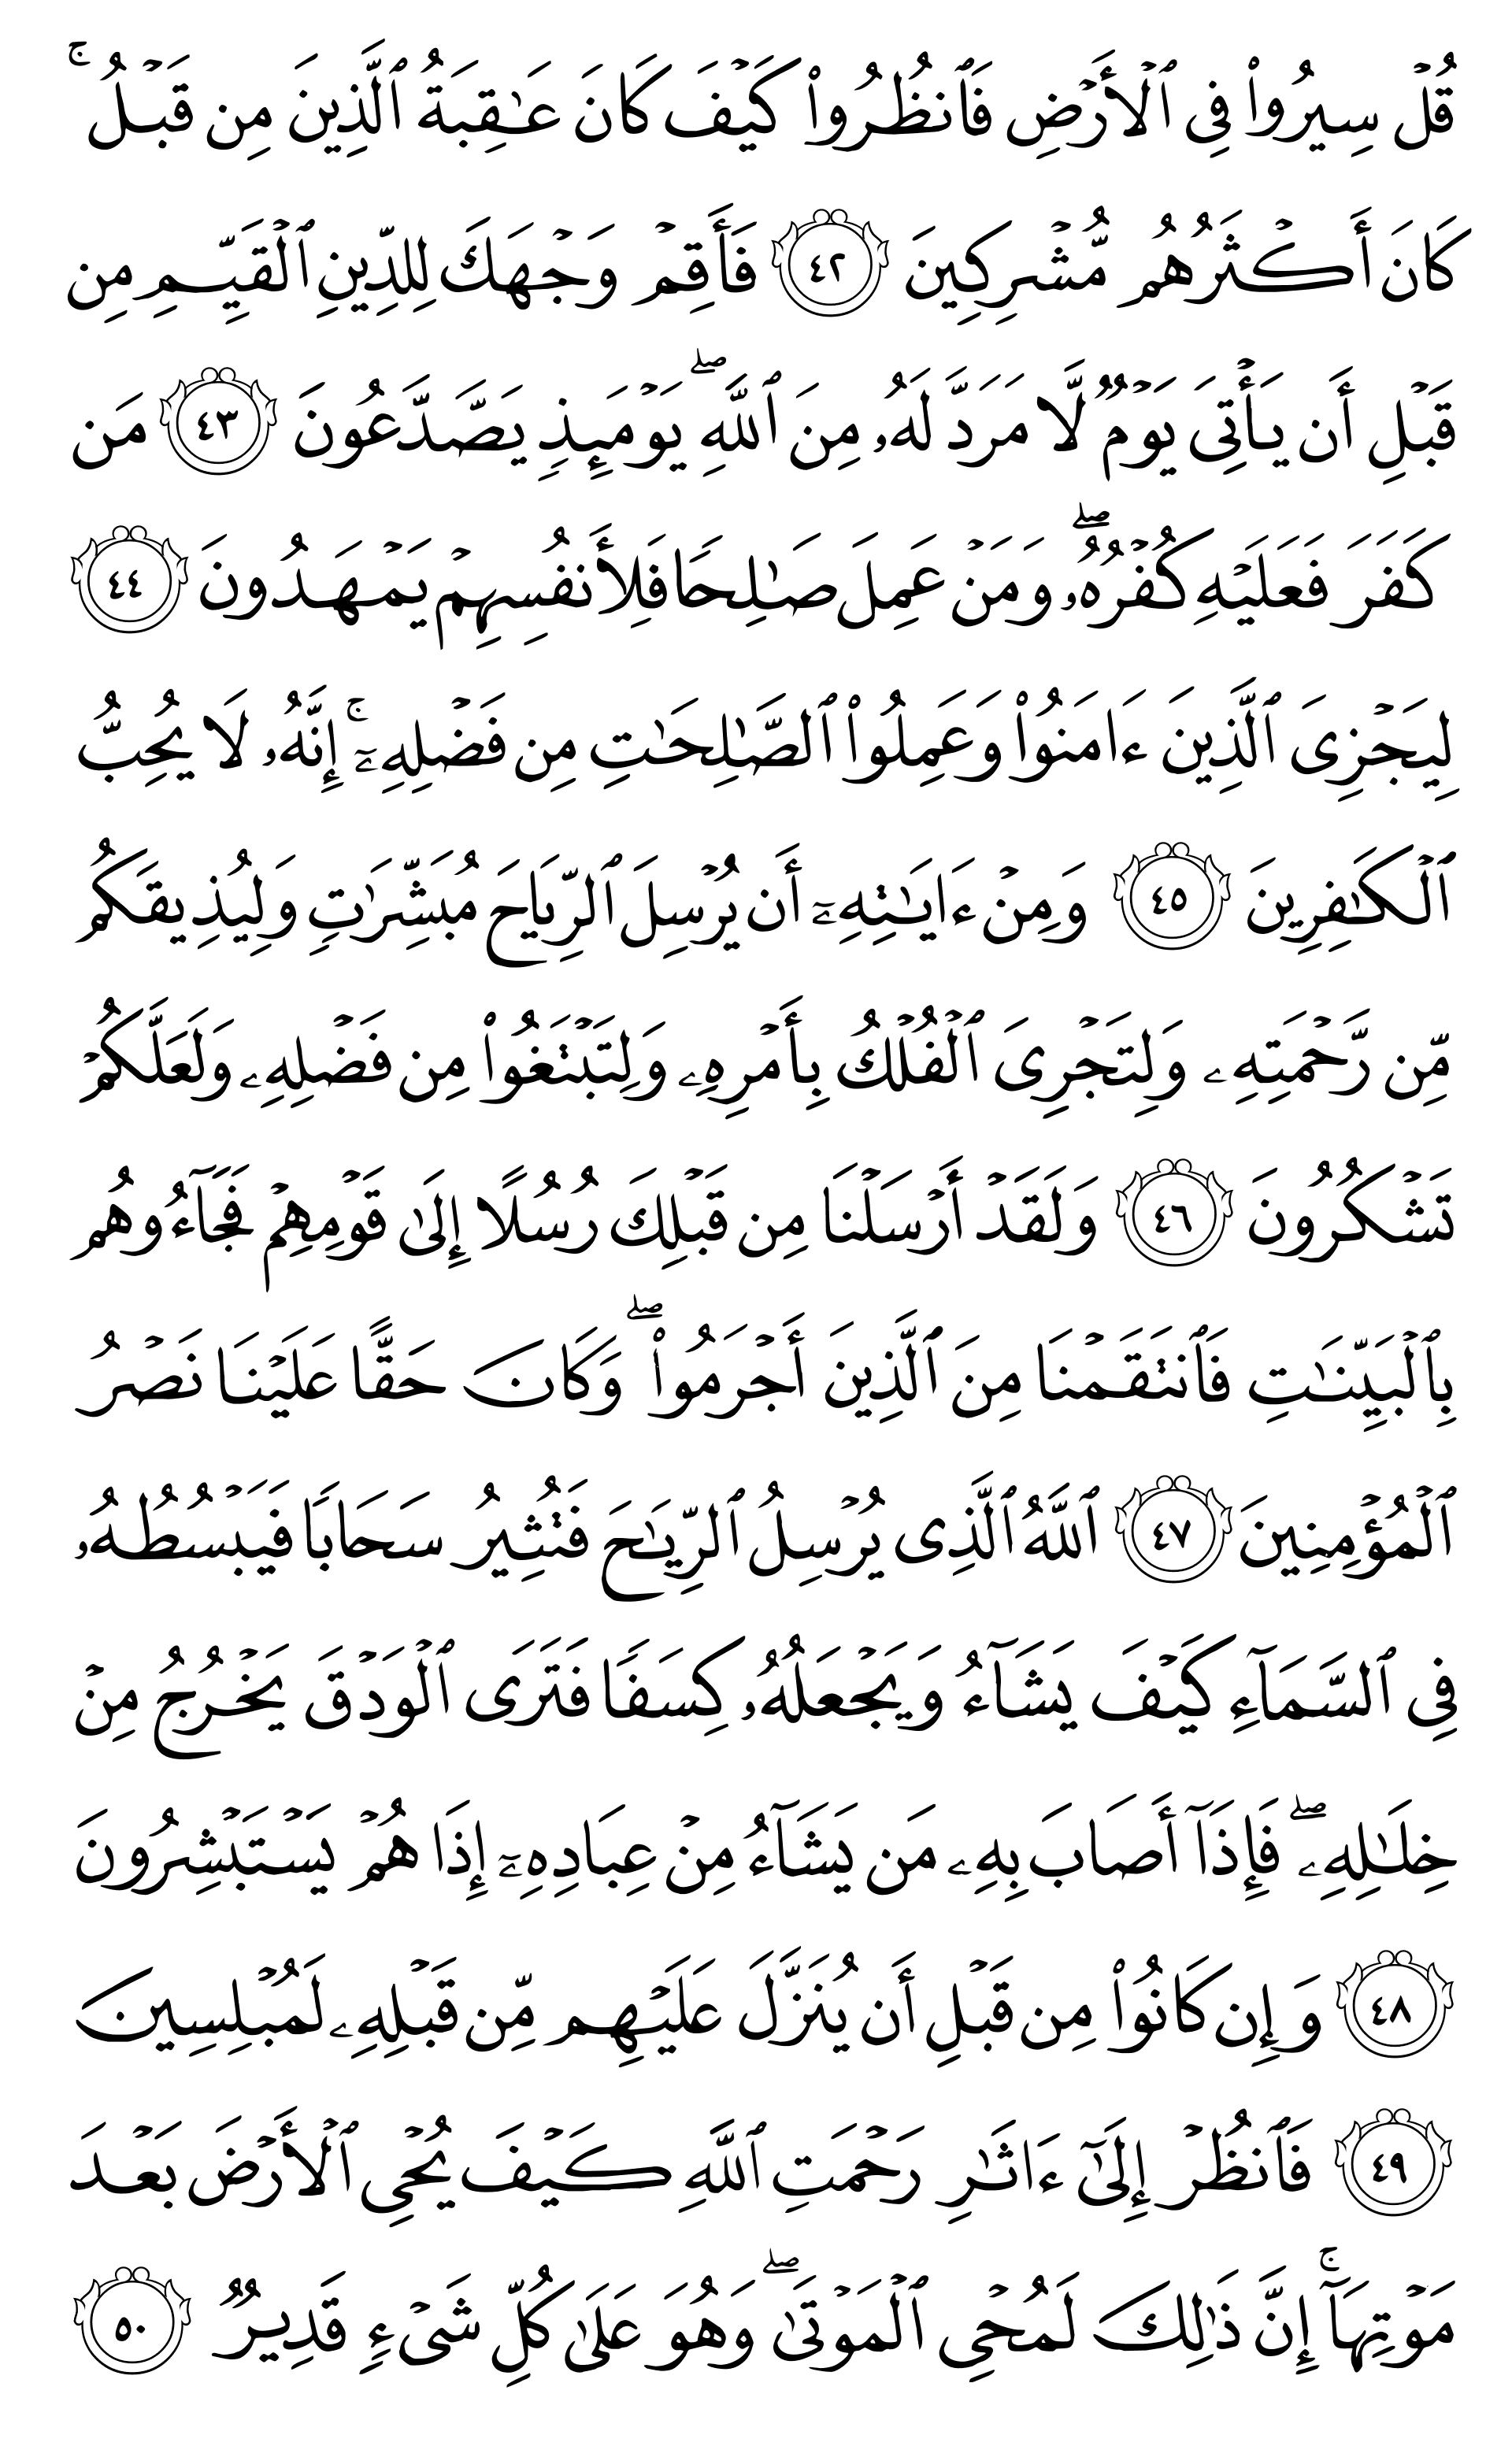 قُلۡ سِيرُواْ فِي ٱلۡأَرۡضِ فَٱنظُرُواْ كَيۡفَ كَانَ عَٰقِبَةُ ٱلَّذِينَ مِن قَبۡلُۚ
كَانَ أَكۡثَرُهُم مُّشۡرِكِينَ ٤٢ فَأَقِمۡ وَجۡهَكَ لِلدِّينِ ٱلۡقَيِّمِ مِن
قَبۡلِ أَن يَأۡتِيَ يَوۡمٞ لَّا مَرَدَّ لَهُۥ مِنَ ٱللَّهِۖ يَوۡمَئِذٖ يَصَّدَّعُونَ ٤٣ مَن
كَفَرَ فَعَلَيۡهِ كُفۡرُهُۥۖ وَمَنۡ عَمِلَ صَٰلِحٗا فَلِأَنفُسِهِمۡ يَمۡهَدُونَ ٤٤
لِيَجۡزِيَ ٱلَّذِينَ ءَامَنُواْ وَعَمِلُواْ ٱلصَّٰلِحَٰتِ مِن فَضۡلِهِۦٓۚ إِنَّهُۥ لَا يُحِبُّ
ٱلۡكَٰفِرِينَ ٤٥ وَمِنۡ ءَايَٰتِهِۦٓ أَن يُرۡسِلَ ٱلرِّيَاحَ مُبَشِّرَٰتٖ وَلِيُذِيقَكُم
مِّن رَّحۡمَتِهِۦ وَلِتَجۡرِيَ ٱلۡفُلۡكُ بِأَمۡرِهِۦ وَلِتَبۡتَغُواْ مِن فَضۡلِهِۦ وَلَعَلَّكُمۡ
تَشۡكُرُونَ ٤٦ وَلَقَدۡ أَرۡسَلۡنَا مِن قَبۡلِكَ رُسُلًا إِلَىٰ قَوۡمِهِمۡ فَجَآءُوهُم
بِٱلۡبَيِّنَٰتِ فَٱنتَقَمۡنَا مِنَ ٱلَّذِينَ أَجۡرَمُواْۖ وَكَانَ حَقًّا عَلَيۡنَا نَصۡرُ
ٱلۡمُؤۡمِنِينَ ٤٧ ٱللَّهُ ٱلَّذِي يُرۡسِلُ ٱلرِّيَٰحَ فَتُثِيرُ سَحَابٗا فَيَبۡسُطُهُۥ
فِي ٱلسَّمَآءِ كَيۡفَ يَشَآءُ وَيَجۡعَلُهُۥ كِسَفٗا فَتَرَى ٱلۡوَدۡقَ يَخۡرُجُ مِنۡ
خِلَٰلِهِۦۖ فَإِذَآ أَصَابَ بِهِۦ مَن يَشَآءُ مِنۡ عِبَادِهِۦٓ إِذَا هُمۡ يَسۡتَبۡشِرُونَ
٤٨ وَإِن كَانُواْ مِن قَبۡلِ أَن يُنَزَّلَ عَلَيۡهِم مِّن قَبۡلِهِۦ لَمُبۡلِسِينَ
٤٩ فَٱنظُرۡ إِلَىٰٓ ءَاثَٰرِ رَحۡمَتِ ٱللَّهِ كَيۡفَ يُحۡيِ ٱلۡأَرۡضَ بَعۡدَ
مَوۡتِهَآۚ إِنَّ ذَٰلِكَ لَمُحۡيِ ٱلۡمَوۡتَىٰۖ وَهُوَ عَلَىٰ كُلِّ شَيۡءٖ قَدِيرٞ ٥٠